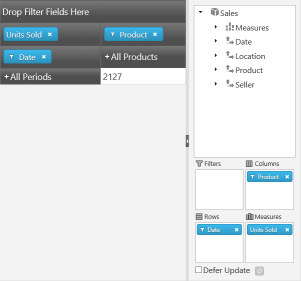 Drop Filter Fields Here
Units Sold
Product
Date
+ All Products
+ All Periods
2127
Sales
Measures
Date
Location
Product
Seller
Filters
Columns
Product
Rows
Measures
Date
Units Sold
Defer Update